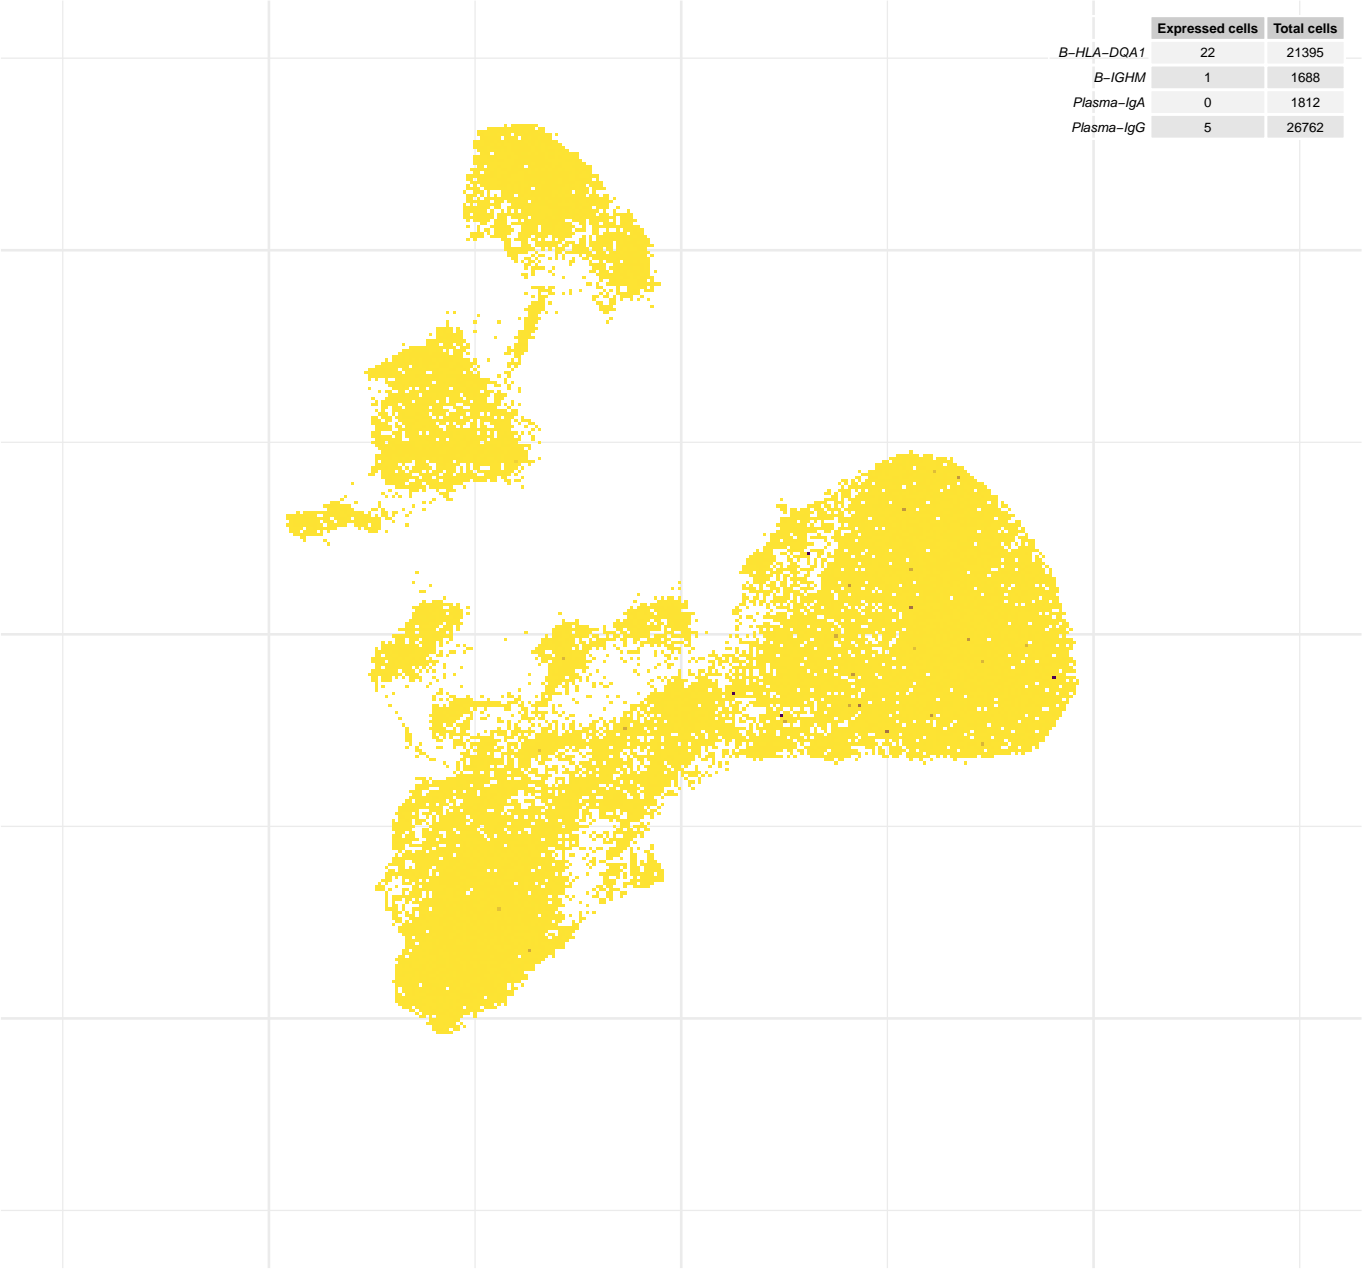 Expressed cells Total cells
B−HLA−DQA1 22 21395
B−IGHM 1 1688
Plasma−IgA 0 1812
Plasma−IgG 5 26762